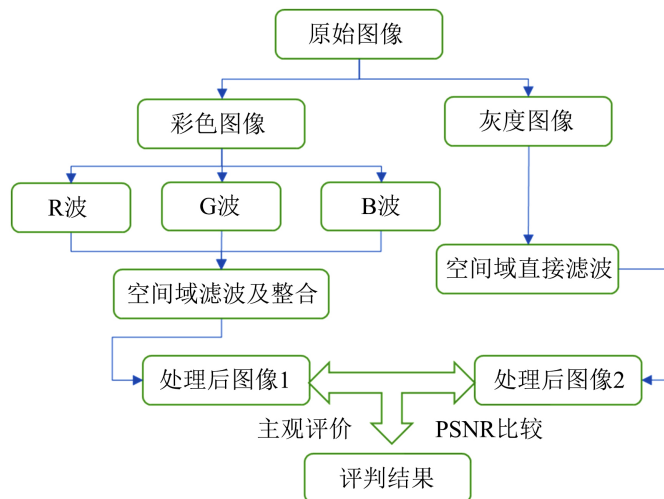 原始图像
彩色图像
灰度图像
R波
G波
B波
空间域滤波及整合
空间域直接滤波
处理后图像1
处理后图像2
主观评价
PSNR比较
评判结果